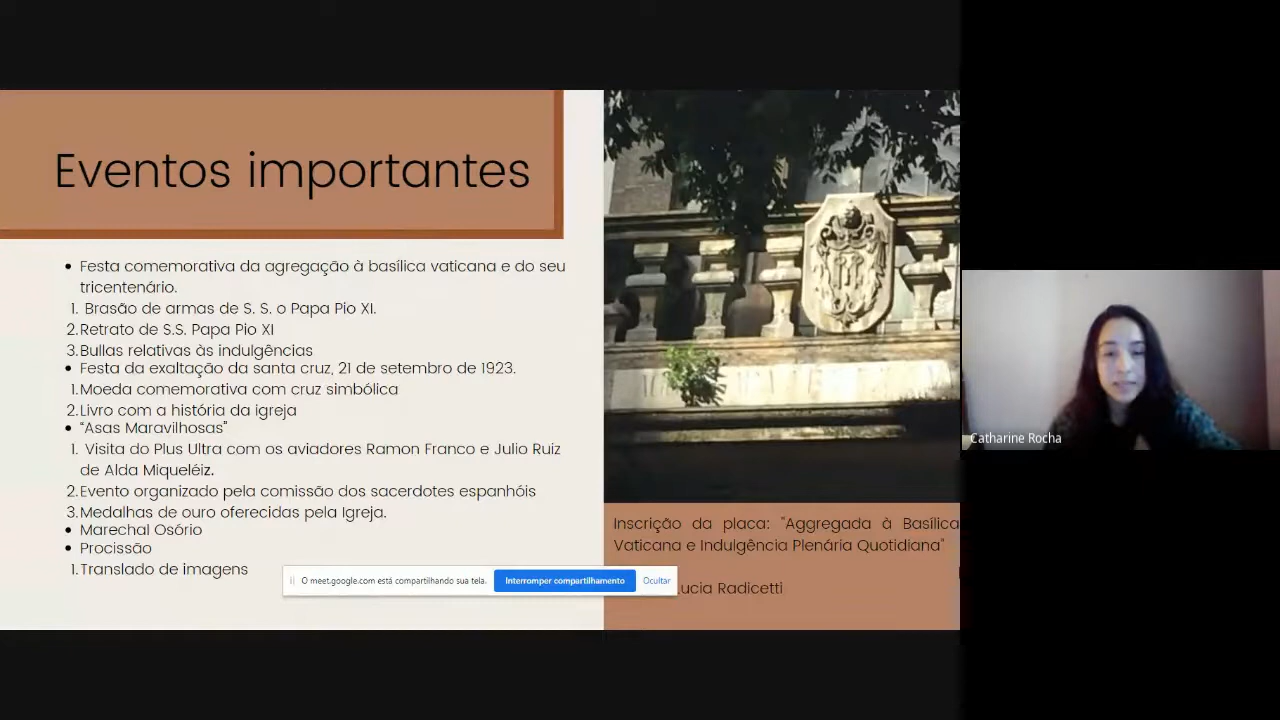 Eventos importantes
• Festa comemorativa da agregação à basílica vaticana e do seu
tricentenário.
1. Brasão de armas de S. S. o Papa Pio XI.
2. Retrato de S.S. Papa Pio XI
3. Bullas relativas às indulgências
• Festa da exaltação da santa cruz, 21 de setembro de 1923.
1. Moeda comemorativa com cruz simbólica
2. Livro com a história da igreja
• "Asas Maravilhosas"
1. Visita do Plus Ultra com os aviadores Ramon Franco e Julio Ruiz
de Alda Miqueléiz.
2. Evento organizado pela comissão dos sacerdotes espanhóis
3. Medalhas de ouro oferecidas pela Igreja.
• Marechal Osório
• Procissão
1. Translado de imagens
Inscrição da placa: "Aggregada à Basílica
Vaticana e Indulgência Plenária Quotidiana"
ucia Radicetti
O meet.google.com está compartilhando sua tela.
Interromper compartilhamento
Ocultar
Catharine Rocha